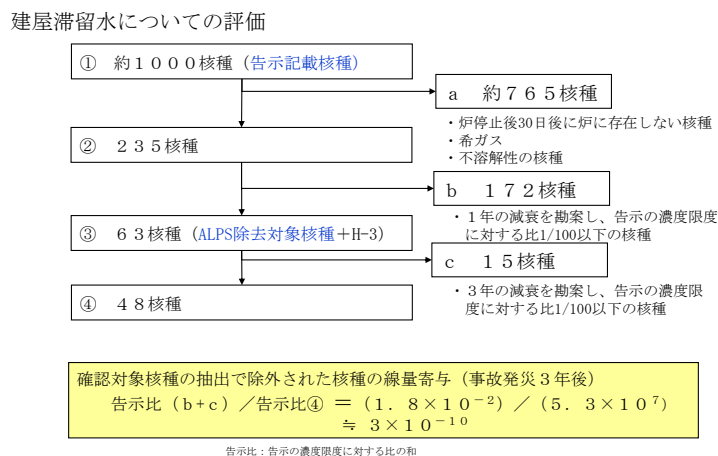 建屋滞留水についての評価
① 約１０００核種（告示記載核種）
a 約７６５核種
・炉停止後30日後に炉に存在しない核種
・希ガス
・不溶解性の核種
② ２３５核種
b １７２核種
・１年の減衰を勘案し、告示の濃度限度
に対する比1/100以下の核種
③ ６３核種（ALPS除去対象核種＋H-3）
c １５核種
・３年の減衰を勘案し、告示の濃度限
度に対する比1/100以下の核種
④ ４８核種
確認対象核種の抽出で除外された核種の線量寄与（事故発災３年後）
告示比（b+c）／告示比④ ＝（１．８×１０⁻²）／（５．３×１０⁷）
≒ ３×１０⁻¹⁰
告示比：告示の濃度限度に対する比の和